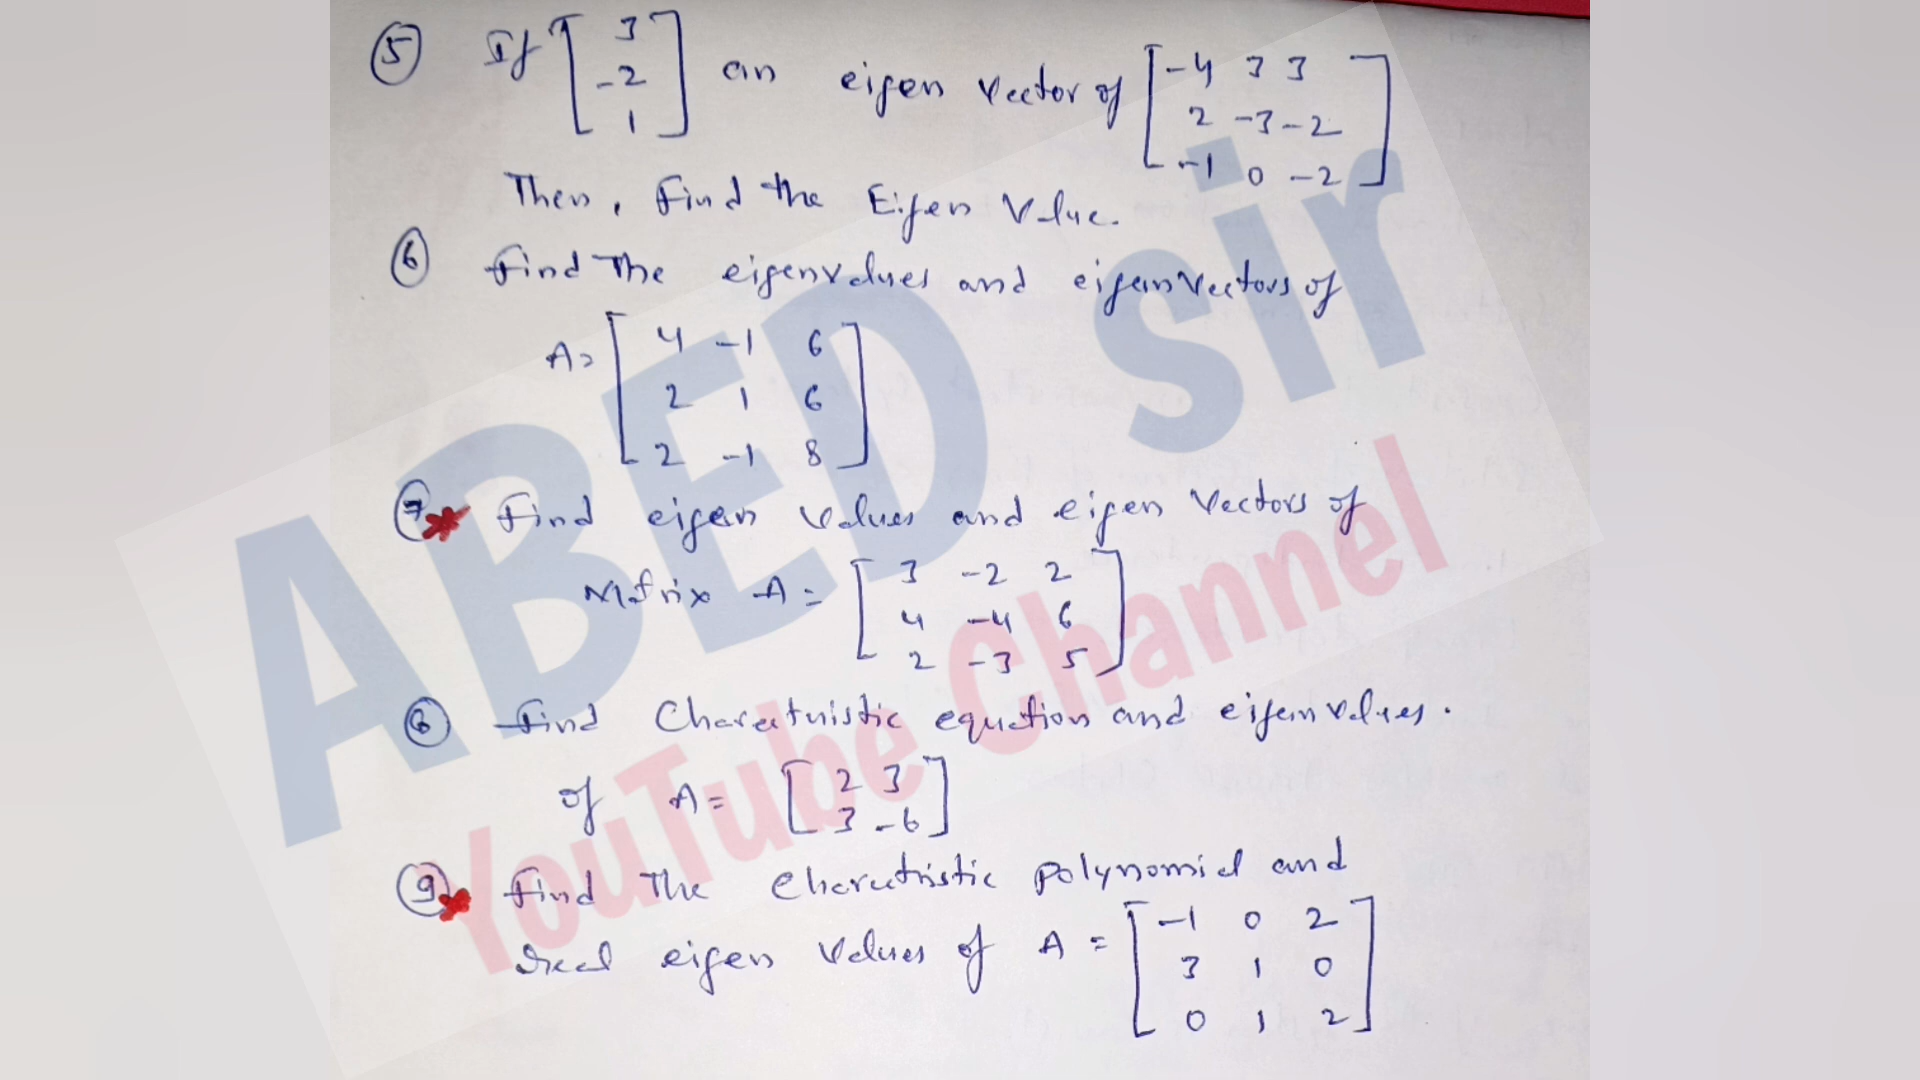 ⑤ If [ 3 ] an eigen vector of [ -4 3 3 ]
[ -2 ] [ 2 -3 -2 ]
[ 1 ] [ -1 0 -2 ]
Then, find the Eigen Value.
⑥ find The eigenvalues and eigenvectors of
A= [ 4 -1 6 ]
[ 2 1 6 ]
[ 2 -1 8 ]
⑦ Find eigen values and eigen Vectors of
Matrix A = [ 3 -2 2 ]
[ 4 -4 6 ]
[ 2 -3 5 ]
⑧ find Charectristic equation and eigenvalues.
of A= [ 2 3 ]
[ 3 -6 ]
⑨ find The Charectristic polynomial and
real eigen values of A = [ -1 0 2 ]
[ 3 1 0 ]
[ 0 1 2 ]
ABED sir
YouTube Channel